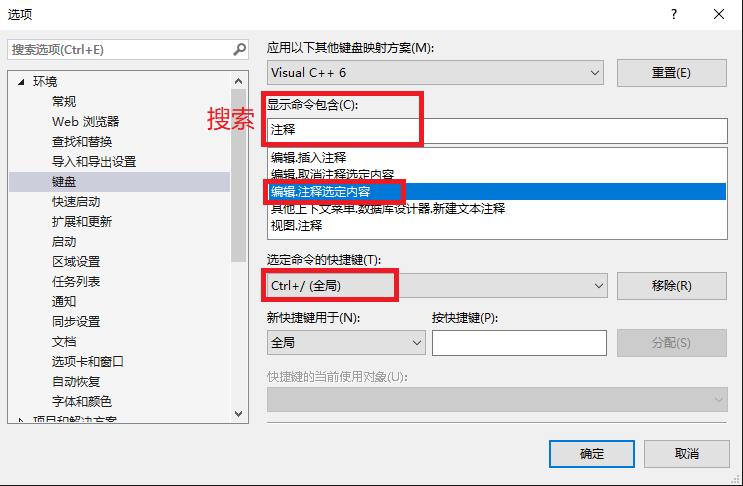 选项
搜索选项(Ctrl+E)
环境
常规
Web 浏览器
查找和替换
导入和导出设置
键盘
快速启动
扩展和更新
启动
区域设置
任务列表
通知
同步设置
文档
选项卡和窗口
自动恢复
字体和颜色
项目和解决方案
搜索
应用以下其他键盘映射方案(M):
Visual C++ 6
重置(E)
显示命令包含(C):
注释
编辑.插入注释
编辑.取消注释选定内容
编辑.注释选定内容
其他上下文菜单.数据库设计器.新建文本注释
视图.注释
选定命令的快捷键(T):
Ctrl+/ (全局)
移除(R)
新快捷键用于(N):
按快捷键(P):
全局
分配(S)
快捷键的当前使用对象(U):
确定
取消